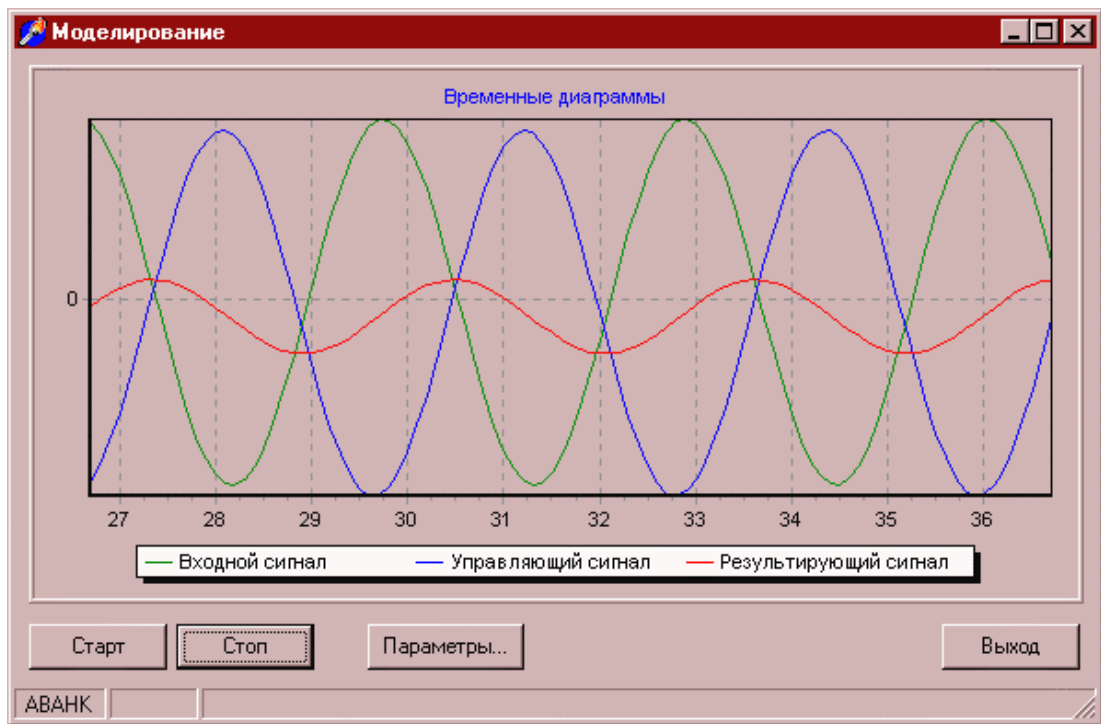 Моделирование
Временные диаграммы
0
27 28 29 30 31 32 33 34 35 36
Входной сигнал Управляющий сигнал Результирующий сигнал
Старт Стоп Параметры... Выход
АВАНК